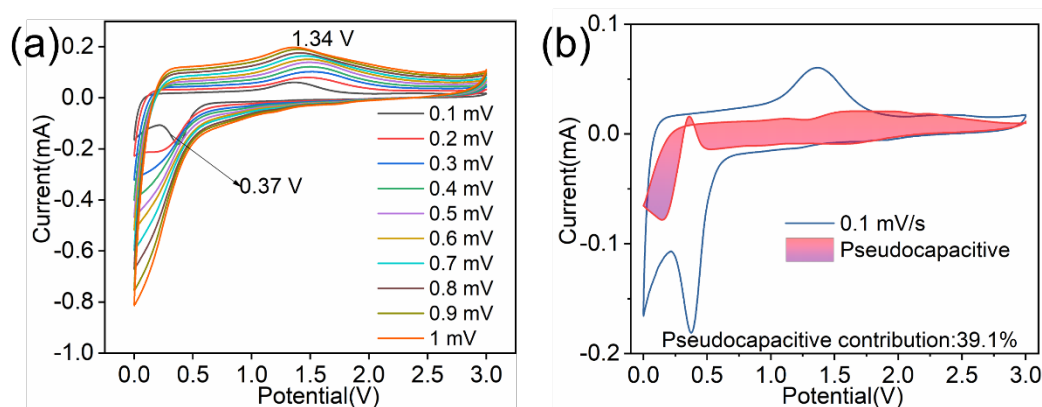 (a)
1.34 V
0.37 V
0.1 mV
0.2 mV
0.3 mV
0.4 mV
0.5 mV
0.6 mV
0.7 mV
0.8 mV
0.9 mV
1 mV
Current(mA)
0.2
0.0
-0.2
-0.4
-0.6
-0.8
-1.0
0.0 0.5 1.0 1.5 2.0 2.5 3.0
Potential(V)
(b)
0.1 mV/s
Pseudocapacitive
Pseudocapacitive contribution:39.1%
Current(mA)
0.1
0.0
-0.1
-0.2
0.0 0.5 1.0 1.5 2.0 2.5 3.0
Potential(V)